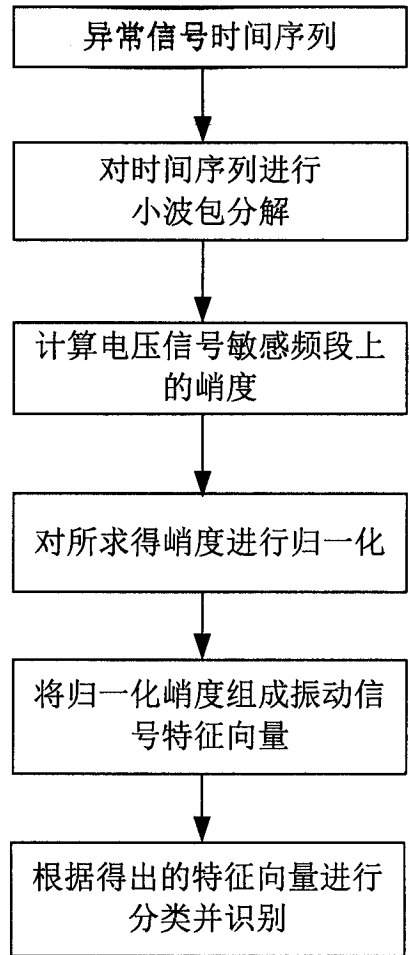 异常信号时间序列
对时间序列进行
小波包分解
计算电压信号敏感频段上
的峭度
对所求得峭度进行归一化
将归一化峭度组成振动信
号特征向量
根据得出的特征向量进行
分类并识别